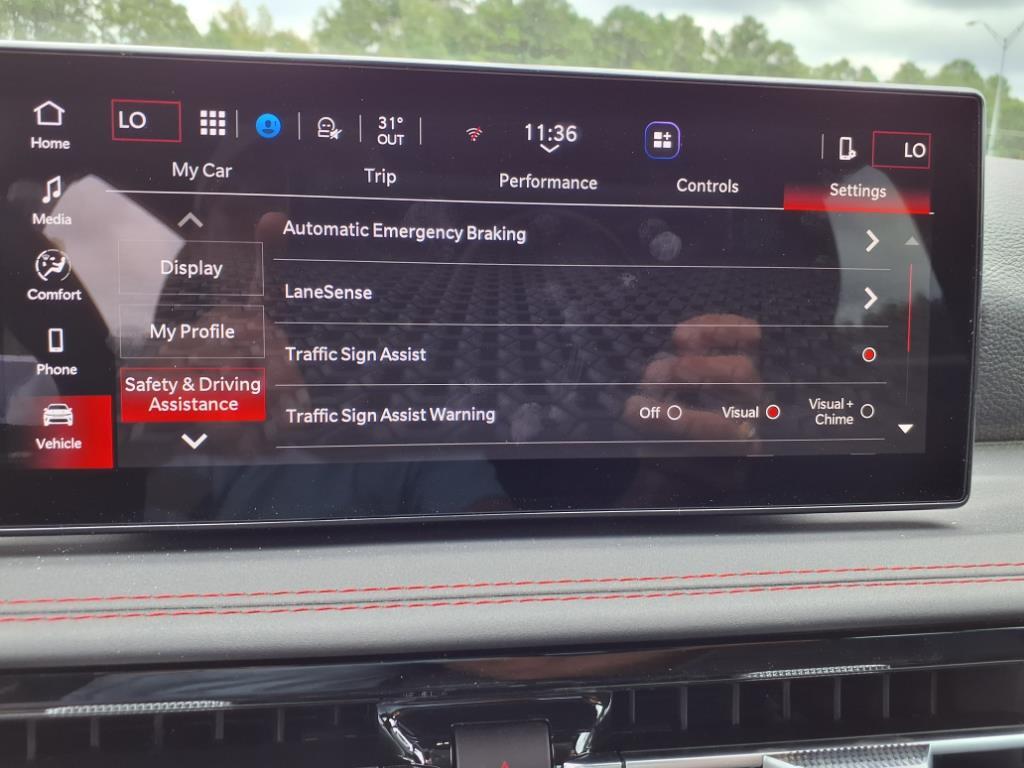 LO
31°
OUT
11:36
LO
Home
Media
Comfort
Phone
Vehicle
My Car
Trip
Performance
Controls
Settings
Display
My Profile
Safety & Driving
Assistance
Automatic Emergency Braking
LaneSense
Traffic Sign Assist
Traffic Sign Assist Warning
Off
Visual
Visual +
Chime